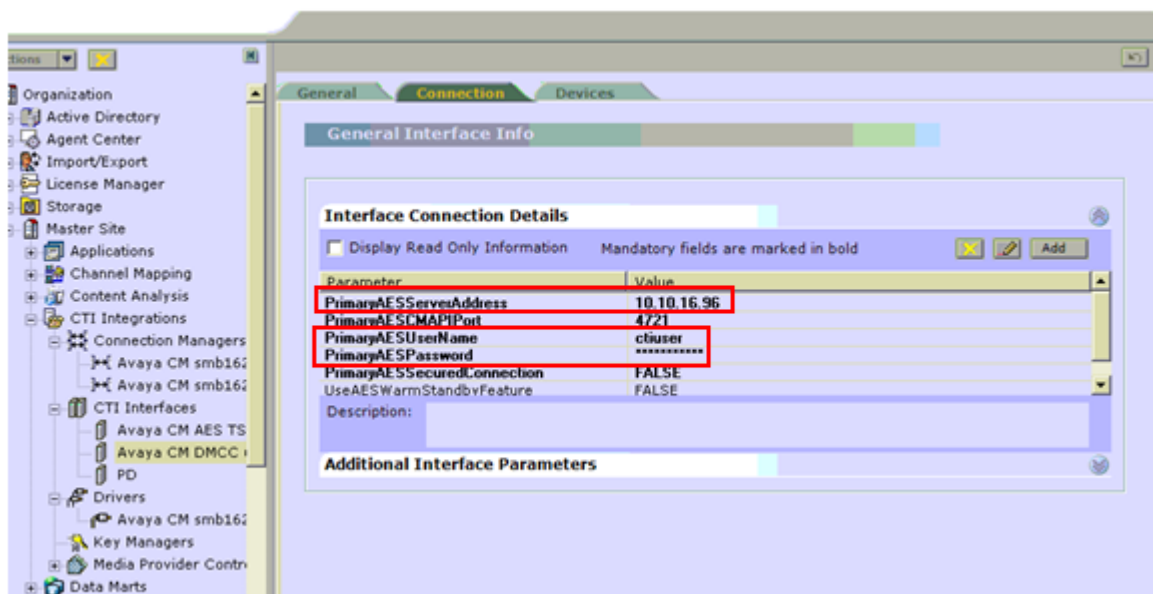 ctions
Organization
Active Directory
Agent Center
Import/Export
License Manager
Storage
Master Site
Applications
Channel Mapping
Content Analysis
CTI Integrations
Connection Managers
Avaya CM smb162
Avaya CM smb162
CTI Interfaces
Avaya CM AES TS
Avaya CM DMCC
PD
Drivers
Avaya CM smb162
Key Managers
Media Provider Contr
Data Marts
General Connection Devices
General Interface Info
Interface Connection Details
Display Read Only Information Mandatory fields are marked in bold Add
Parameter Value
PrimaryAESServerAddress 10.10.16.96
PrimaryAESCMAPIPort 4721
PrimaryAESUserName ctiuser
PrimaryAESPassword ***********
PrimaryAESSecuredConnection FALSE
UseAESWarmStandbyFeature FALSE
Description:
Additional Interface Parameters